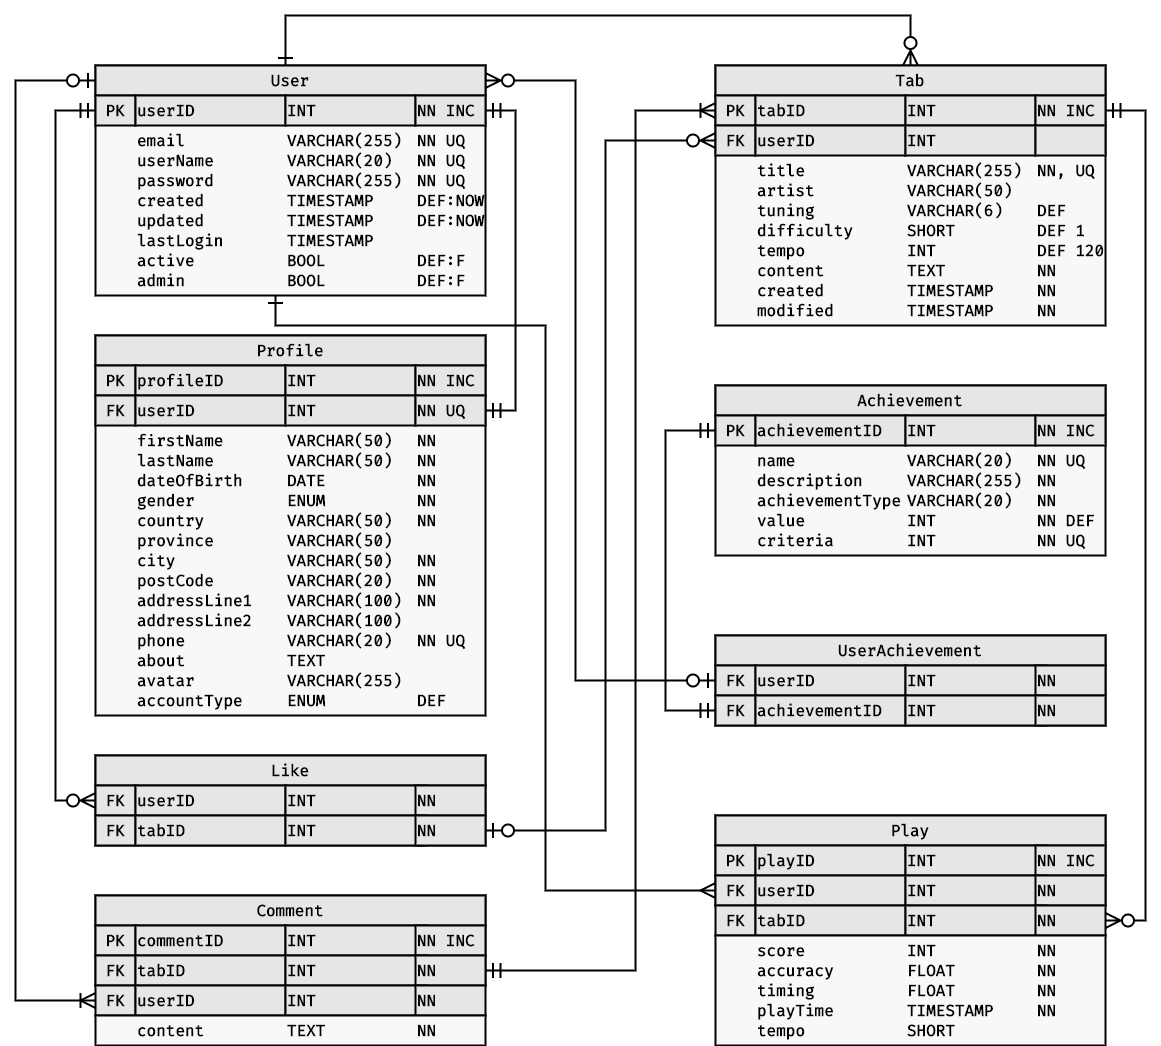 User
PK userID INT NN INC
email VARCHAR(255) NN UQ
userName VARCHAR(20) NN UQ
password VARCHAR(255) NN UQ
created TIMESTAMP DEF:NOW
updated TIMESTAMP DEF:NOW
lastLogin TIMESTAMP
active BOOL DEF:F
admin BOOL DEF:F
Profile
PK profileID INT NN INC
FK userID INT NN UQ
firstName VARCHAR(50) NN
lastName VARCHAR(50) NN
dateOfBirth DATE NN
gender ENUM NN
country VARCHAR(50) NN
province VARCHAR(50)
city VARCHAR(50) NN
postCode VARCHAR(20) NN
addressLine1 VARCHAR(100) NN
addressLine2 VARCHAR(100)
phone VARCHAR(20) NN UQ
about TEXT
avatar VARCHAR(255)
accountType ENUM DEF
Like
FK userID INT NN
FK tabID INT NN
Comment
PK commentID INT NN INC
FK tabID INT NN
FK userID INT NN
content TEXT NN
Tab
PK tabID INT NN INC
FK userID INT
title VARCHAR(255) NN, UQ
artist VARCHAR(50)
tuning VARCHAR(6) DEF
difficulty SHORT DEF 1
tempo INT DEF 120
content TEXT NN
created TIMESTAMP NN
modified TIMESTAMP NN
Achievement
PK achievementID INT NN INC
name VARCHAR(20) NN UQ
description VARCHAR(255) NN
achievementType VARCHAR(20) NN
value INT NN DEF
criteria INT NN UQ
UserAchievement
FK userID INT NN
FK achievementID INT NN
Play
PK playID INT NN INC
FK userID INT NN
FK tabID INT NN
score INT NN
accuracy FLOAT NN
timing FLOAT NN
playTime TIMESTAMP NN
tempo SHORT